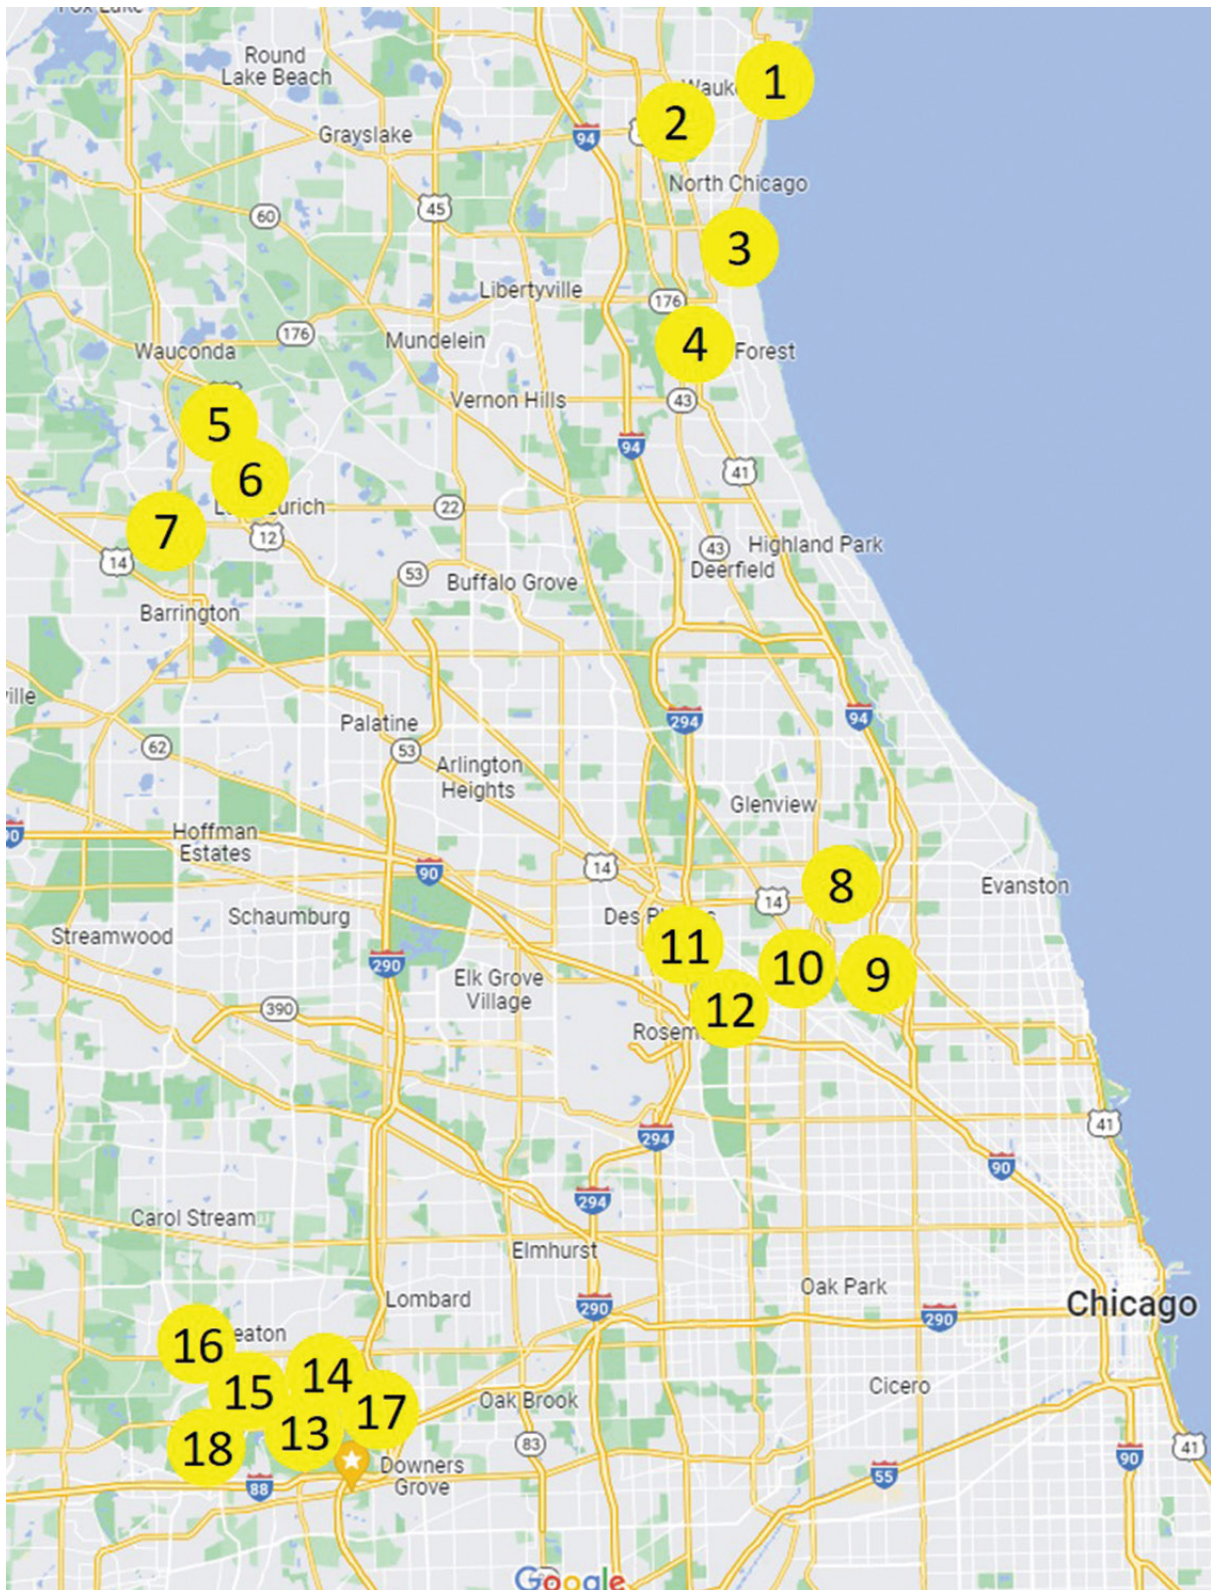 Round
Lake Beach
1
2
94
Grayslake
North Chicago
60
45
3
Libertyville
176
176
Mundelein
Wauconda
4
Forest
Vernon Hills
43
5
94
41
6
22
7
12
14
43
Highland Park
Deerfield
53
Buffalo Grove
Barrington
294
94
Palatine
62
53
Arlington
Heights
Glenview
Hoffman
Estates
90
14
8
Evanston
14
Schaumburg
Streamwood
11
10
9
290
Elk Grove
Village
12
390
41
294
90
294
Carol Stream
Elmhurst
Oak Park
Lombard
Chicago
290
290
16
14
15
17
Oak Brook
Cicero
13
18
83
41
90
Downers
Grove
55
88
Google